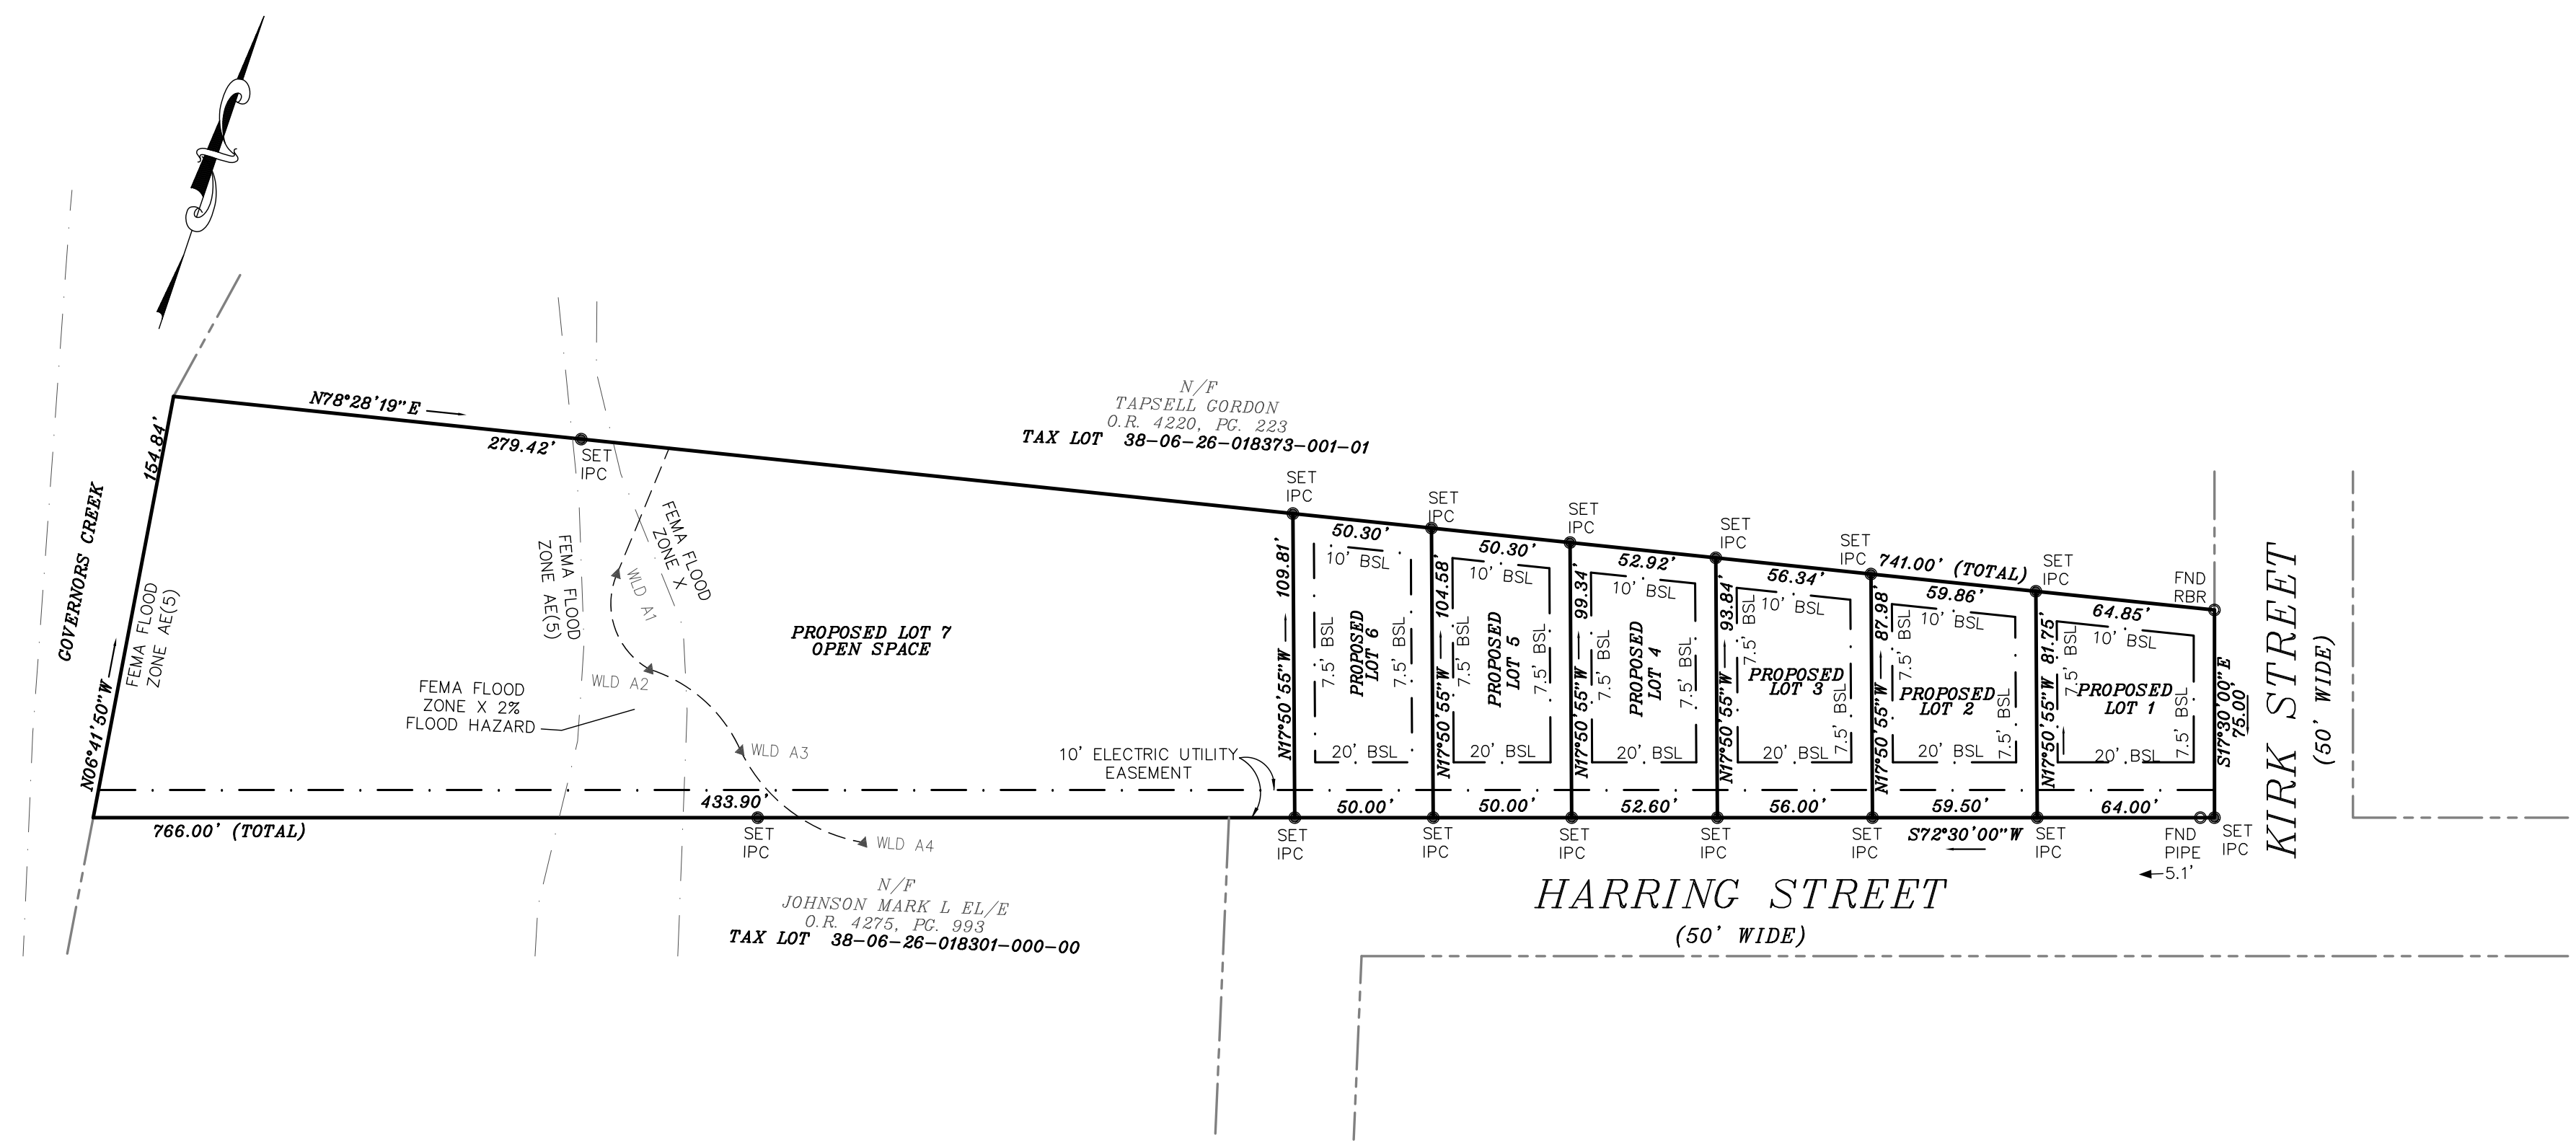 N78°28'19"E
279.42'
SET
IPC
154.84'
GOVERNORS CREEK
N06°41'50"W
FEMA FLOOD
ZONE AE(5)
FEMA FLOOD
ZONE AE(5)
FEMA FLOOD
ZONE X
WLD A1
WLD A2
WLD A3
WLD A4
FEMA FLOOD
ZONE X 2%
FLOOD HAZARD
PROPOSED LOT 7
OPEN SPACE
N/F
TAPSELL GORDON
O.R. 4220, PG. 223
TAX LOT 38-06-26-018373-001-01
10' ELECTRIC UTILITY
EASEMENT
433.90'
766.00' (TOTAL)
SET
IPC
N/F
JOHNSON MARK L EL/E
O.R. 4275, PG. 993
TAX LOT 38-06-26-018301-000-00
SET
IPC
50.30'
10' BSL
N17°50'55"W
109.81'
7.5' BSL
PROPOSED
LOT 6
7.5' BSL
20' BSL
50.00'
SET
IPC
SET
IPC
50.30'
10' BSL
N17°50'55"W
104.58'
7.5' BSL
PROPOSED
LOT 5
7.5' BSL
20' BSL
50.00'
SET
IPC
SET
IPC
52.92'
10' BSL
N17°50'55"W
99.34'
7.5' BSL
PROPOSED
LOT 4
7.5' BSL
20' BSL
52.60'
SET
IPC
SET
IPC
56.34'
10' BSL
N17°50'55"W
93.84'
7.5' BSL
PROPOSED
LOT 3
7.5' BSL
20' BSL
56.00'
SET
IPC
SET
IPC
741.00' (TOTAL)
59.86'
10' BSL
N17°50'55"W
87.98'
7.5' BSL
PROPOSED
LOT 2
7.5' BSL
20' BSL
59.50'
SET
IPC
S72°30'00"W
SET
IPC
64.85'
10' BSL
N17°50'55"W
81.75'
7.5' BSL
PROPOSED
LOT 1
7.5' BSL
20' BSL
64.00'
SET
IPC
FND
RBR
S17°30'00"E
75.00'
FND
PIPE
5.1'
SET
IPC
KIRK STREET
(50' WIDE)
HARRING STREET
(50' WIDE)